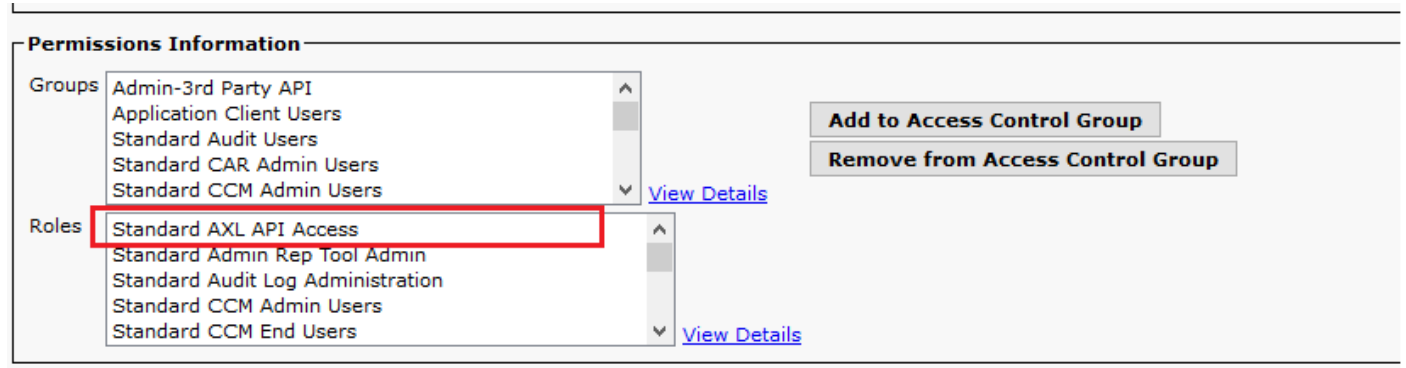 Permissions Information
Groups
Admin-3rd Party API
Application Client Users
Standard Audit Users
Standard CAR Admin Users
Standard CCM Admin Users
View Details
Add to Access Control Group
Remove from Access Control Group
Roles
Standard AXL API Access
Standard Admin Rep Tool Admin
Standard Audit Log Administration
Standard CCM Admin Users
Standard CCM End Users
View Details